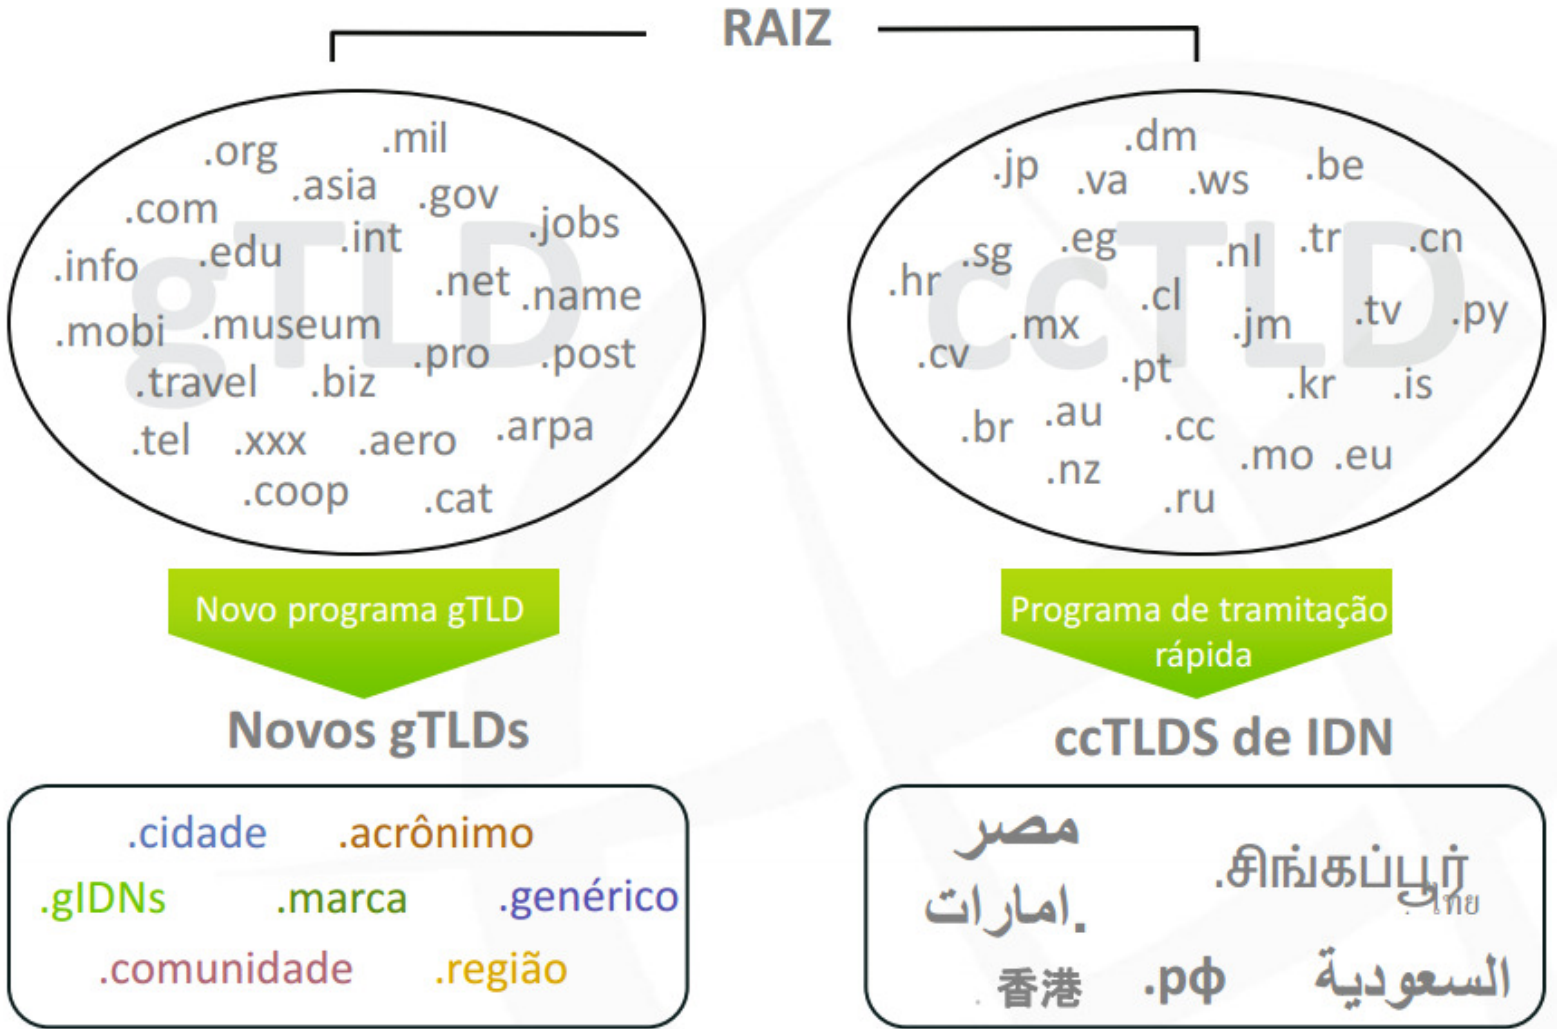 RAIZ
gTLD
.org
.mil
.asia
.gov
.com
.jobs
.int
.edu
.info
.net
.name
.museum
.mobi
.pro
.post
.travel
.biz
.arpa
.tel
.xxx
.aero
.coop
.cat
Novo programa gTLD
Novos gTLDs
.cidade
.acrônimo
.gIDNs
.marca
.genérico
.comunidade
.região
ccTLD
.dm
.jp
.va
.ws
.be
.eg
.sg
.nl
.tr
.cn
.hr
.cl
.mx
.jm
.tv
.py
.cv
.pt
.kr
.is
.br
.au
.cc
.mo
.eu
.nz
.ru
Programa de tramitação
rápida
ccTLDS de IDN
مصر
.சிங்கப்பூர்
.ไทย
.امارات
.香港
.рф
السعودية